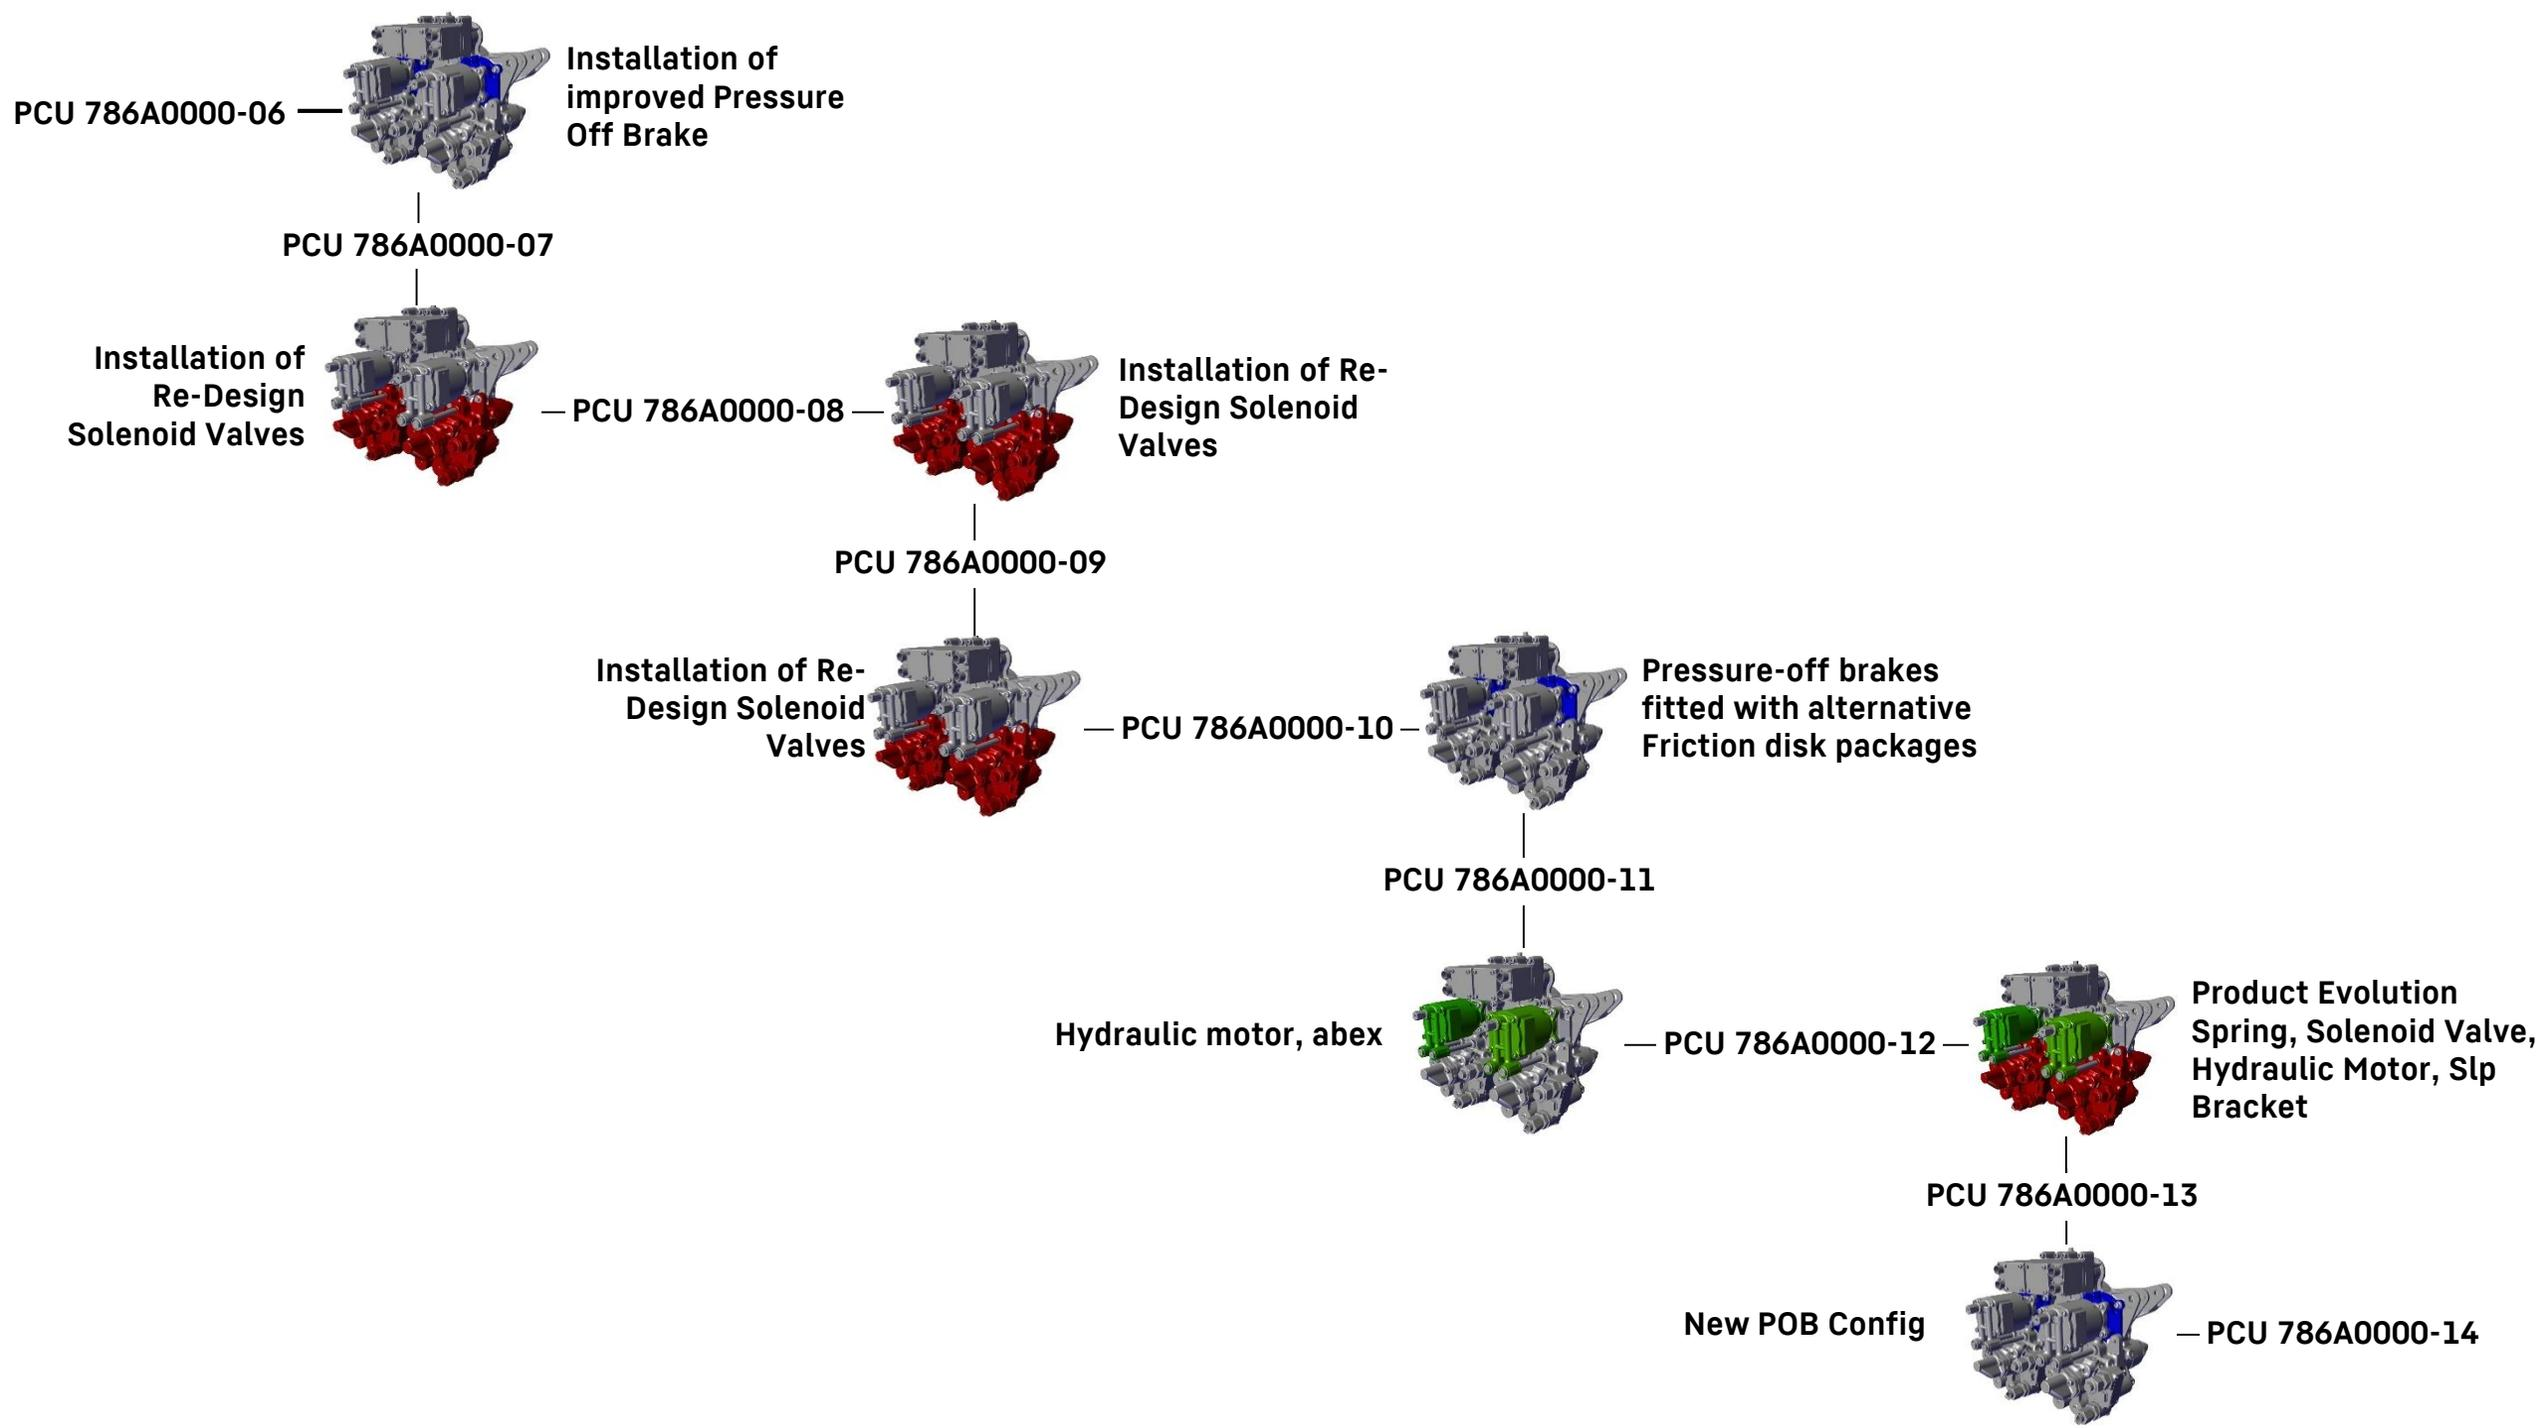 PCU 786A0000-06
Installation of
improved Pressure
Off Brake
PCU 786A0000-07
Installation of
Re-Design
Solenoid Valves
PCU 786A0000-08
Installation of Re-
Design Solenoid
Valves
PCU 786A0000-09
Installation of Re-
Design Solenoid
Valves
PCU 786A0000-10
Pressure-off brakes
fitted with alternative
Friction disk packages
PCU 786A0000-11
Hydraulic motor, abex
PCU 786A0000-12
Product Evolution
Spring, Solenoid Valve,
Hydraulic Motor, Slp
Bracket
PCU 786A0000-13
New POB Config
PCU 786A0000-14